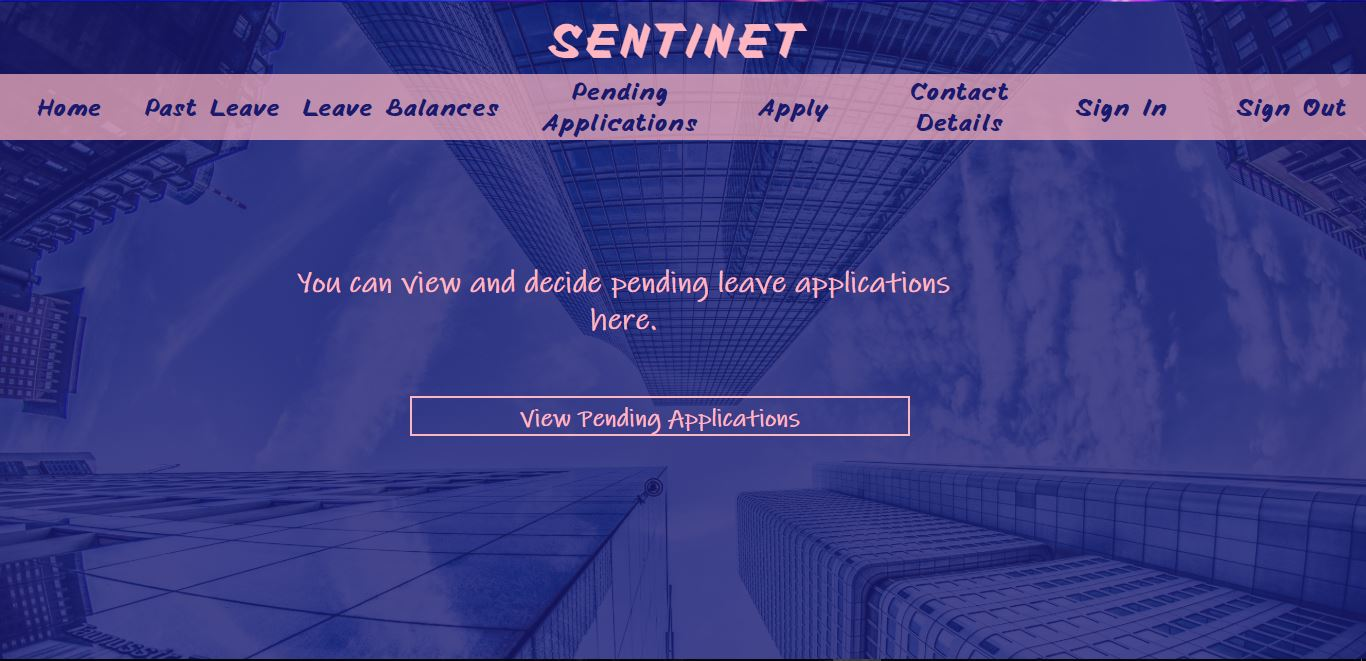 SENTINET
Home Past Leave Leave Balances Pending Applications Apply Contact Details Sign In Sign Out
You can view and decide pending leave applications
here.
View Pending Applications